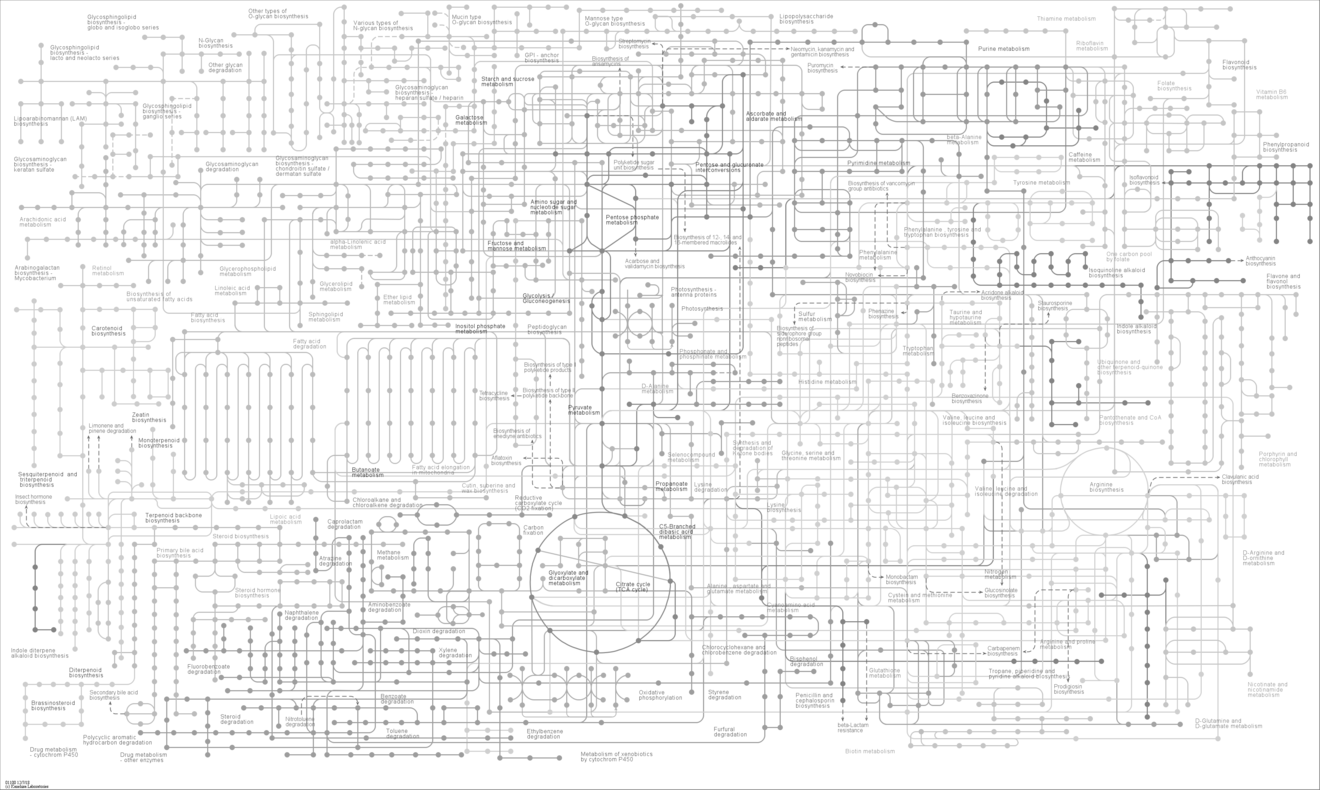 Glycosphingolipid
biosynthesis -
globo and isoglobo series
Other types of
O-glycan biosynthesis
Various types of
N-glycan biosynthesis
Mucin type
O-glycan biosynthesis
Mannose type
O-glycan biosynthesis
Lipopolysaccharide
biosynthesis
Thiamine metabolism
Glycosphingolipid
biosynthesis -
lacto and neolacto series
N-Glycan
biosynthesis
Other glycan
degradation
GPI - anchor
biosynthesis
Streptomycin
biosynthesis
Biosynthesis of
ansamycins
Neomycin, kanamycin and
gentamicin biosynthesis
Puromycin
biosynthesis
Purine metabolism
Riboflavin
metabolism
Flavonoid
biosynthesis
Starch and sucrose
metabolism
Folate
biosynthesis
Vitamin B6
metabolism
Glycosaminoglycan
biosynthesis -
heparan sulfate / heparin
Glycosphingolipid
biosynthesis -
ganglio series
Lipoarabinomannan (LAM)
biosynthesis
Galactose
metabolism
Ascorbate and
aldarate metabolism
beta-Alanine
metabolism
Phenylpropanoid
biosynthesis
Glycosaminoglycan
biosynthesis -
keratan sulfate
Glycosaminoglycan
degradation
Glycosaminoglycan
biosynthesis -
chondroitin sulfate /
dermatan sulfate
Polyketide sugar
unit biosynthesis
Pentose and glucuronate
interconversions
Pyrimidine metabolism
Caffeine
metabolism
Isoflavonoid
biosynthesis
Biosynthesis of vancomycin
group antibiotics
Tyrosine metabolism
Arachidonic acid
metabolism
Amino sugar and
nucleotide sugar
metabolism
Pentose phosphate
metabolism
alpha-Linolenic acid
metabolism
Fructose and
mannose metabolism
Biosynthesis of 12-, 14- and
16-membered macrolides
Phenylalanine, tyrosine and
tryptophan biosynthesis
Phenylalanine
metabolism
One carbon pool
by folate
Anthocyanin
biosynthesis
Arabinogalactan
biosynthesis -
Mycobacterium
Retinol
metabolism
Glycerophospholipid
metabolism
Acarbose and
validamycin biosynthesis
Novobiocin
biosynthesis
Isoquinoline alkaloid
biosynthesis
Flavone and
flavonol
biosynthesis
Biosynthesis of
unsaturated fatty acids
Linoleic acid
metabolism
Glycerolipid
metabolism
Ether lipid
metabolism
Glycolysis /
Gluconeogenesis
Photosynthesis -
antenna proteins
Acridone alkaloid
biosynthesis
Staurosporine
biosynthesis
Fatty acid
biosynthesis
Sphingolipid
metabolism
Photosynthesis
Sulfur
metabolism
Phenazine
biosynthesis
Taurine and
hypotaurine
metabolism
Indole alkaloid
biosynthesis
Carotenoid
biosynthesis
Inositol phosphate
metabolism
Peptidoglycan
biosynthesis
Biosynthesis of
siderophore group
nonribosomal
peptides
Fatty acid
degradation
Phosphonate and
phosphinate metabolism
Tryptophan
metabolism
Ubiquinone and
other terpenoid-quinone
biosynthesis
Biosynthesis of type II
polyketide products
Biosynthesis of type II
polyketide backbone
Tetracycline
biosynthesis
D-Alanine
metabolism
Histidine metabolism
Benzoxazinone
biosynthesis
Zeatin
biosynthesis
Pyruvate
metabolism
Valine, leucine and
isoleucine biosynthesis
Pantothenate and CoA
Limonene and
pinene degradation
Monoterpenoid
biosynthesis
Biosynthesis of
enediyne antibiotics
Aflatoxin
biosynthesis
Selenocompound
metabolism
Synthesis and
degradation of
ketone bodies
Glycine, serine and
threonine metabolism
Porphyrin and
chlorophyll
metabolism
Sesquiterpenoid and
triterpenoid
biosynthesis
Butanoate
metabolism
Fatty acid elongation
in mitochondria
Cutin, suberine and
wax biosynthesis
Propanoate
metabolism
Lysine
degradation
Valine, leucine and
isoleucine degradation
Arginine
biosynthesis
Clavulanic acid
biosynthesis
Insect hormone
biosynthesis
Chloroalkane and
chloroalkene degradation
Reductive
carboxylate cycle
(CO2 fixation)
Lysine
biosynthesis
Terpenoid backbone
biosynthesis
Lipoic acid
metabolism
Caprolactam
degradation
Carbon
fixation
C5-Branched
dibasic acid
metabolism
Steroid biosynthesis
Primary bile acid
biosynthesis
Atrazine
degradation
Methane
metabolism
D-Arginine and
D-ornithine
metabolism
Glyoxylate and
dicarboxylate
metabolism
Citrate cycle
(TCA cycle)
Alanine, aspartate and
glutamate metabolism
Monobactam
biosynthesis
Nitrogen
metabolism
Glucosinolate
biosynthesis
Cystein and methionine
metabolism
Steroid hormone
biosynthesis
Naphthalene
degradation
Aminobenzoate
degradation
Cyanoamino acid
metabolism
Dioxin degradation
Indole diterpene
alkaloid biosynthesis
Xylene
degradation
Chlorocyclohexane and
chlorobenzene degradation
Bisphenol
degradation
Carbapenem
biosynthesis
Arginine and proline
metabolism
Diterpenoid
biosynthesis
Fluorobenzoate
degradation
Glutathione
metabolism
Tropane, piperidine and
pyridine alkaloid biosynthesis
Prodigiosin
biosynthesis
Nicotinate and
nicotinamide
metabolism
Brassinosteroid
biosynthesis
Secondary bile acid
biosynthesis
Benzoate
degradation
Oxidative
phosphorylation
Styrene
degradation
Penicillin and
cephalosporin
biosynthesis
Steroid
degradation
Nitrotoluene
degradation
Toluene
degradation
Ethylbenzene
degradation
Furfural
degradation
beta-Lactam
resistance
D-Glutamine and
D-glutamate metabolism
Polycyclic aromatic
hydrocarbon degradation
Drug metabolism
- cytochrom P450
Drug metabolism
- other enzymes
Metabolism of xenobiotics
by cytochrom P450
Biotin metabolism
(c) Kanehisa Laboratories